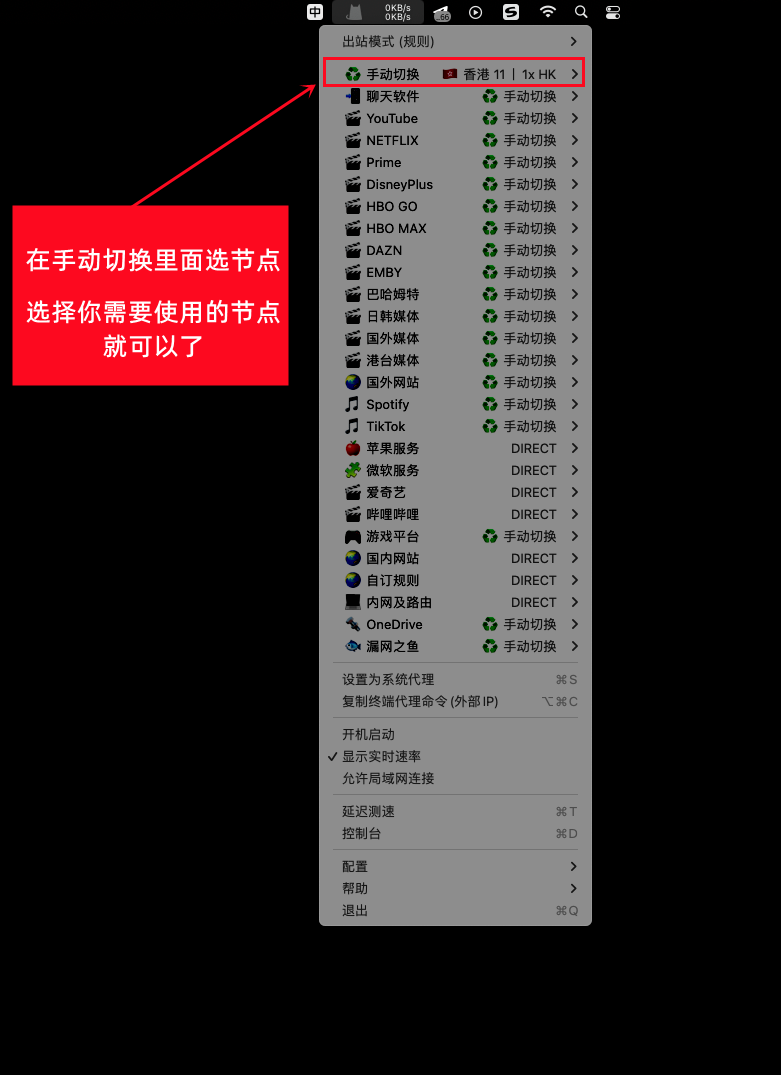 中
0KB/s
0KB/s
.66
S
出站模式 (规则)
手动切换 香港 11 | 1x HK
聊天软件 手动切换
YouTube 手动切换
NETFLIX 手动切换
Prime 手动切换
DisneyPlus 手动切换
HBO GO 手动切换
HBO MAX 手动切换
DAZN 手动切换
EMBY 手动切换
巴哈姆特 手动切换
日韩媒体 手动切换
国外媒体 手动切换
港台媒体 手动切换
国外网站 手动切换
Spotify 手动切换
TikTok 手动切换
苹果服务 DIRECT
微软服务 DIRECT
爱奇艺 DIRECT
哔哩哔哩 DIRECT
游戏平台 手动切换
国内网站 DIRECT
自订规则 DIRECT
内网及路由 DIRECT
OneDrive 手动切换
漏网之鱼 手动切换
设置为系统代理 ⌘S
复制终端代理命令 (外部 IP) ⌥⌘C
开机启动
✓ 显示实时速率
允许局域网连接
延迟测速 ⌘T
控制台 ⌘D
配置
帮助
退出 ⌘Q
在手动切换里面选节点
选择你需要使用的节点
就可以了